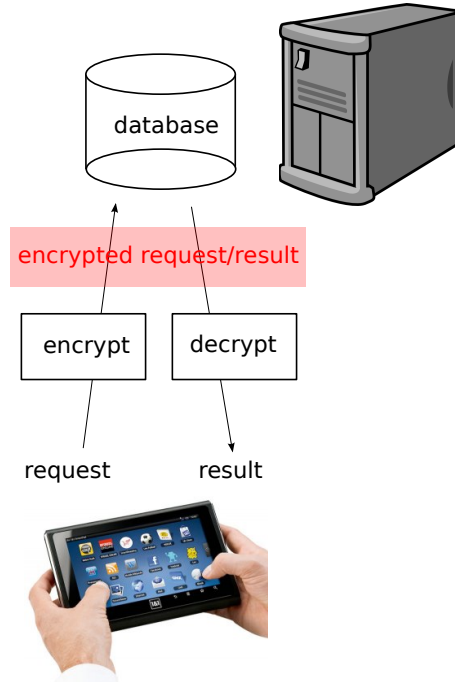 database
encrypted request/result
encrypt
decrypt
request
result